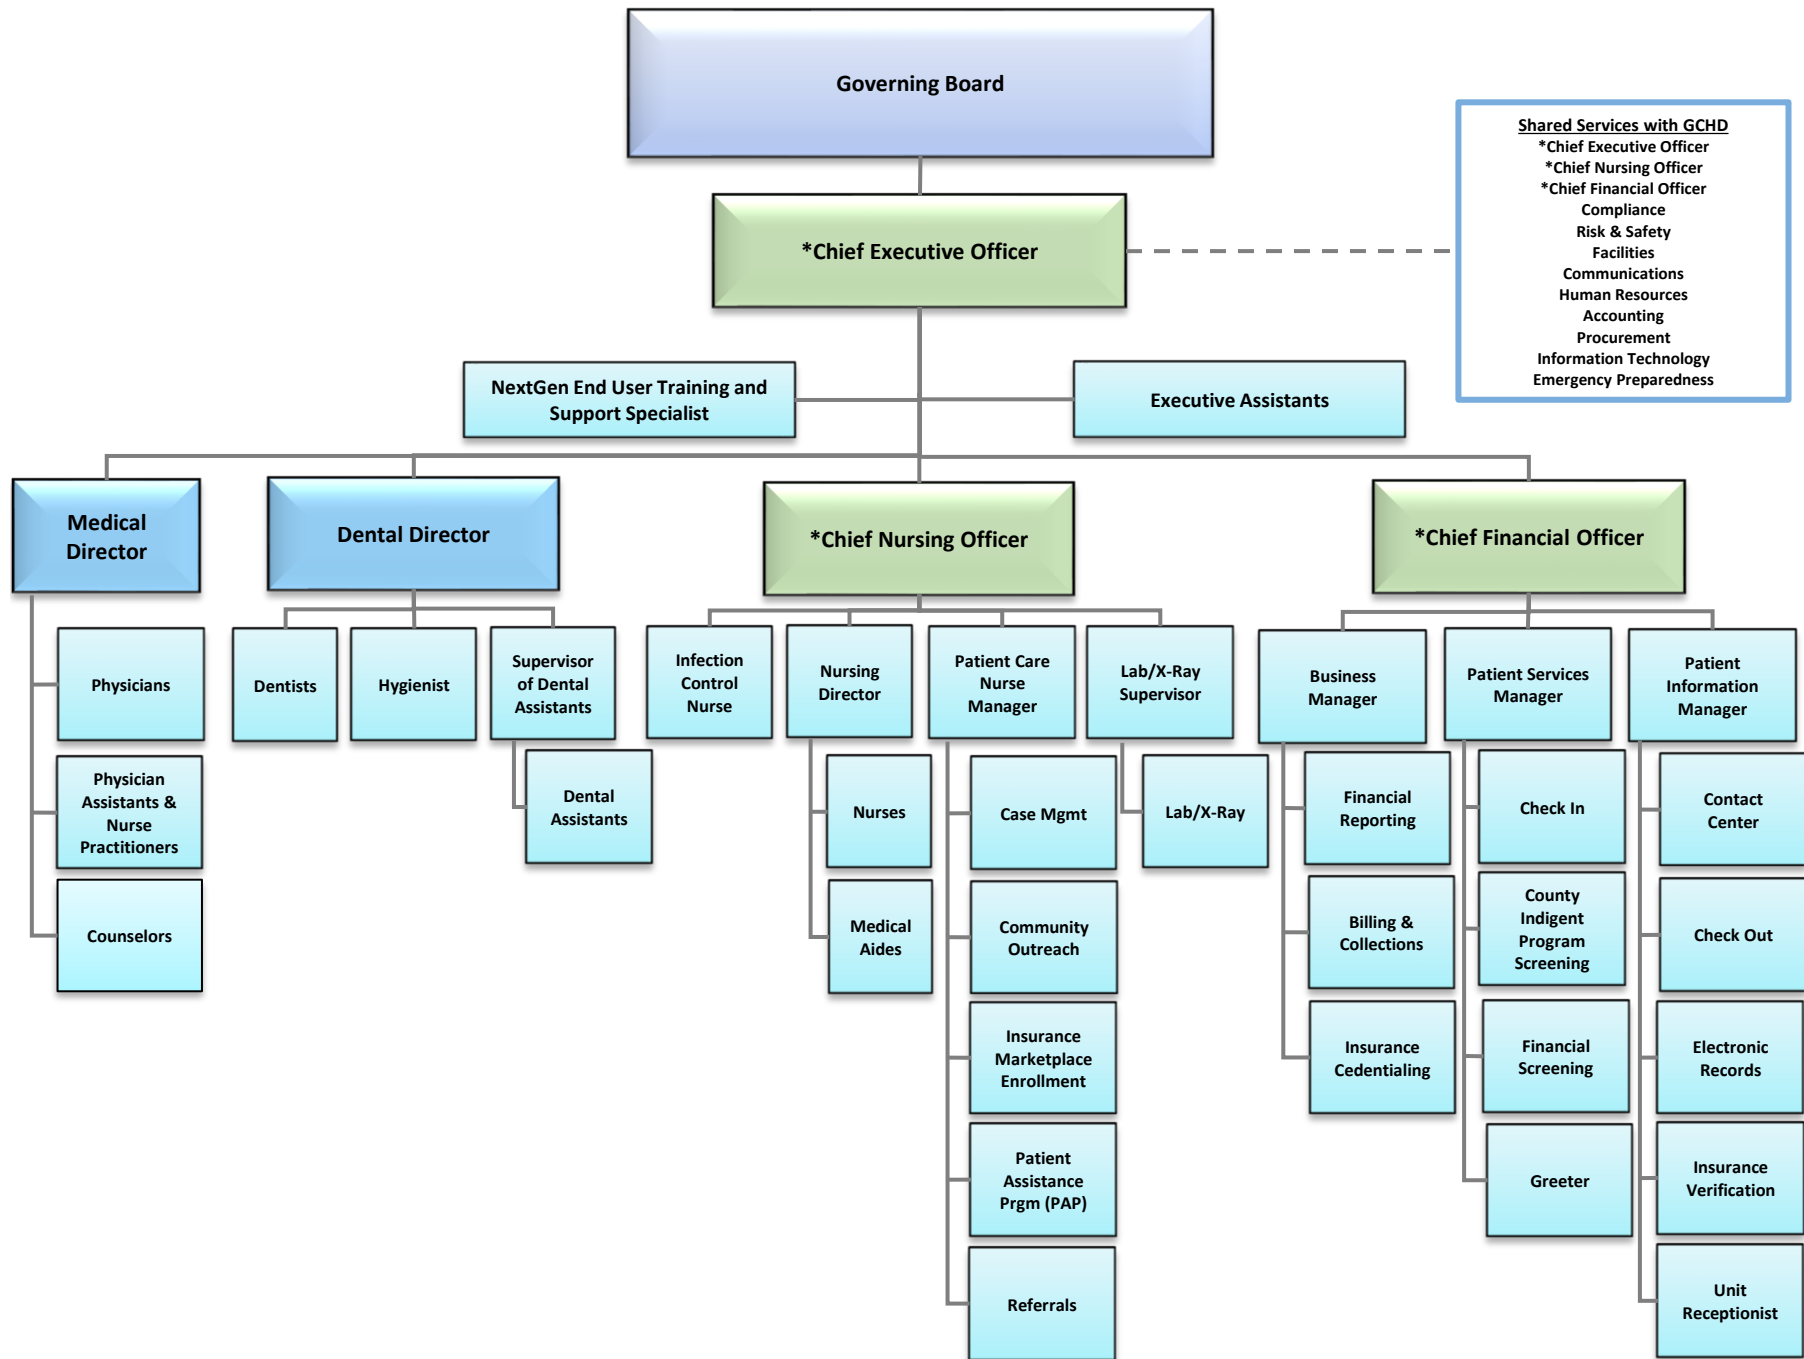 Governing Board
Shared Services with GCHD
*Chief Executive Officer
*Chief Nursing Officer
*Chief Financial Officer
Compliance
Risk & Safety
Facilities
Communications
Human Resources
Accounting
Procurement
Information Technology
Emergency Preparedness
*Chief Executive Officer
NextGen End User Training and
Support Specialist
Executive Assistants
Medical
Director
Dental Director
*Chief Nursing Officer
*Chief Financial Officer
Physicians
Physician
Assistants &
Nurse
Practitioners
Counselors
Dentists
Hygienist
Supervisor
of Dental
Assistants
Dental
Assistants
Infection
Control
Nurse
Nursing
Director
Nurses
Medical
Aides
Patient Care
Nurse
Manager
Case Mgmt
Community
Outreach
Insurance
Marketplace
Enrollment
Patient
Assistance
Prgm (PAP)
Referrals
Lab/X-Ray
Supervisor
Lab/X-Ray
Business
Manager
Financial
Reporting
Billing &
Collections
Insurance
Cedentialing
Patient Services
Manager
Check In
County
Indigent
Program
Screening
Financial
Screening
Greeter
Patient
Information
Manager
Contact
Center
Check Out
Electronic
Records
Insurance
Verification
Unit
Receptionist